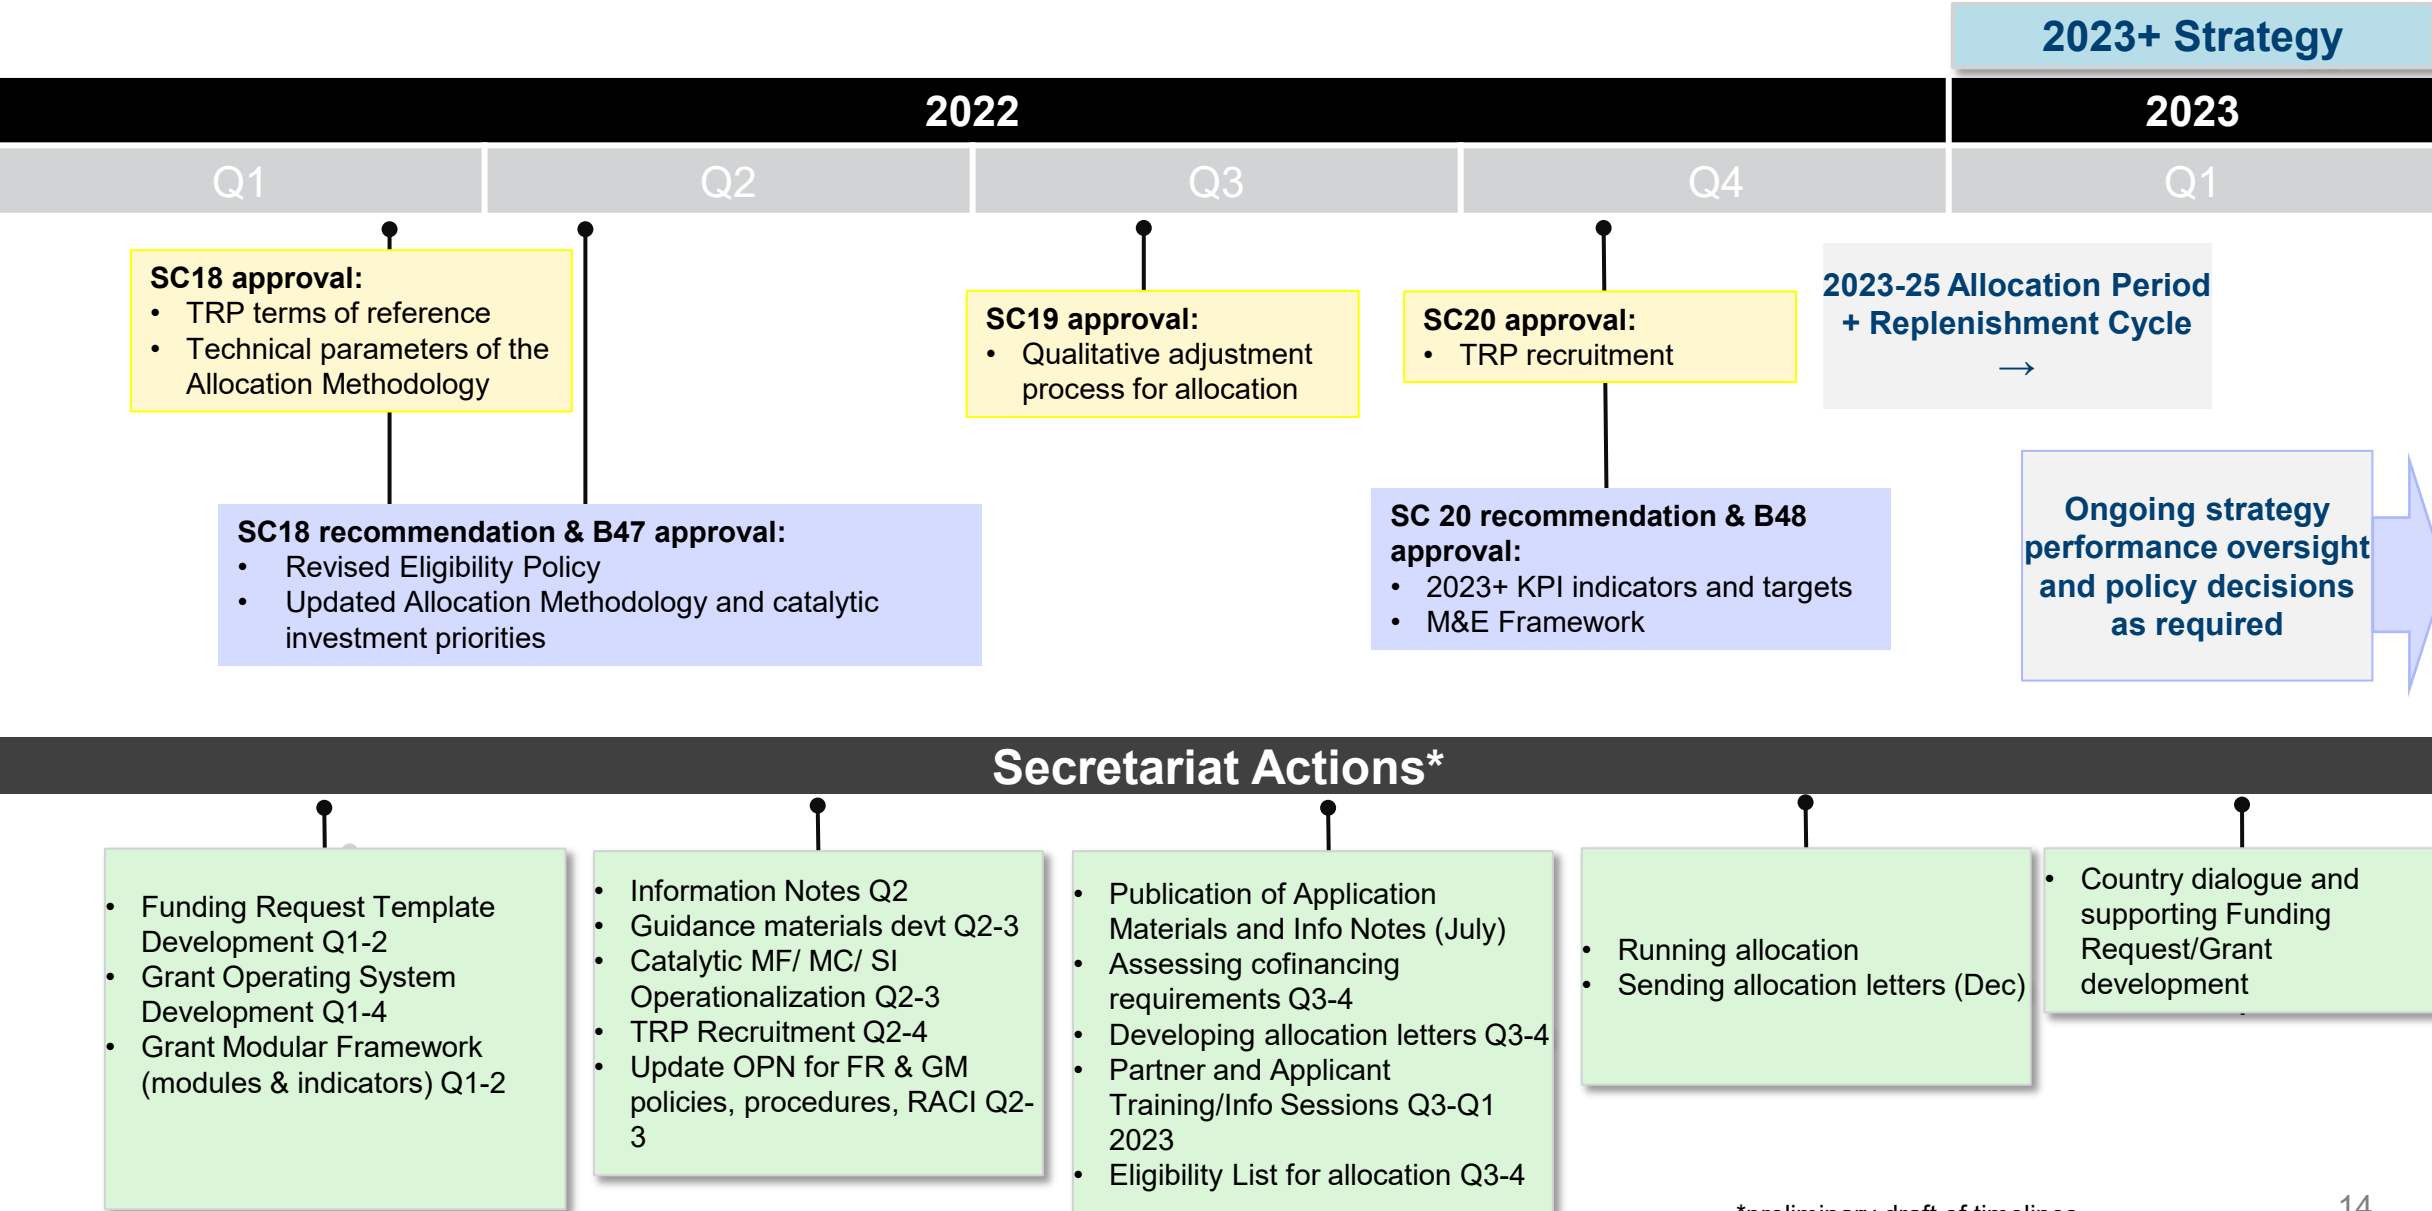 2023+ Strategy
2022
2023
Q1
Q2
Q3
Q4
Q1
SC18 approval:
• TRP terms of reference
• Technical parameters of the
Allocation Methodology
SC19 approval:
• Qualitative adjustment
process for allocation
SC20 approval:
• TRP recruitment
2023-25 Allocation Period
+ Replenishment Cycle
→
SC18 recommendation & B47 approval:
• Revised Eligibility Policy
• Updated Allocation Methodology and catalytic
investment priorities
SC 20 recommendation & B48
approval:
• 2023+ KPI indicators and targets
• M&E Framework
Ongoing strategy
performance oversight
and policy decisions
as required
Secretariat Actions*
• Funding Request Template
Development Q1-2
• Grant Operating System
Development Q1-4
• Grant Modular Framework
(modules & indicators) Q1-2
• Information Notes Q2
• Guidance materials devt Q2-3
• Catalytic MF/ MC/ SI
Operationalization Q2-3
• TRP Recruitment Q2-4
• Update OPN for FR & GM
policies, procedures, RACI Q2-
3
• Publication of Application
Materials and Info Notes (July)
• Assessing cofinancing
requirements Q3-4
• Developing allocation letters Q3-4
• Partner and Applicant
Training/Info Sessions Q3-Q1
2023
• Eligibility List for allocation Q3-4
• Running allocation
• Sending allocation letters (Dec)
• Country dialogue and
supporting Funding
Request/Grant
development
*preliminary draft of timelines
14